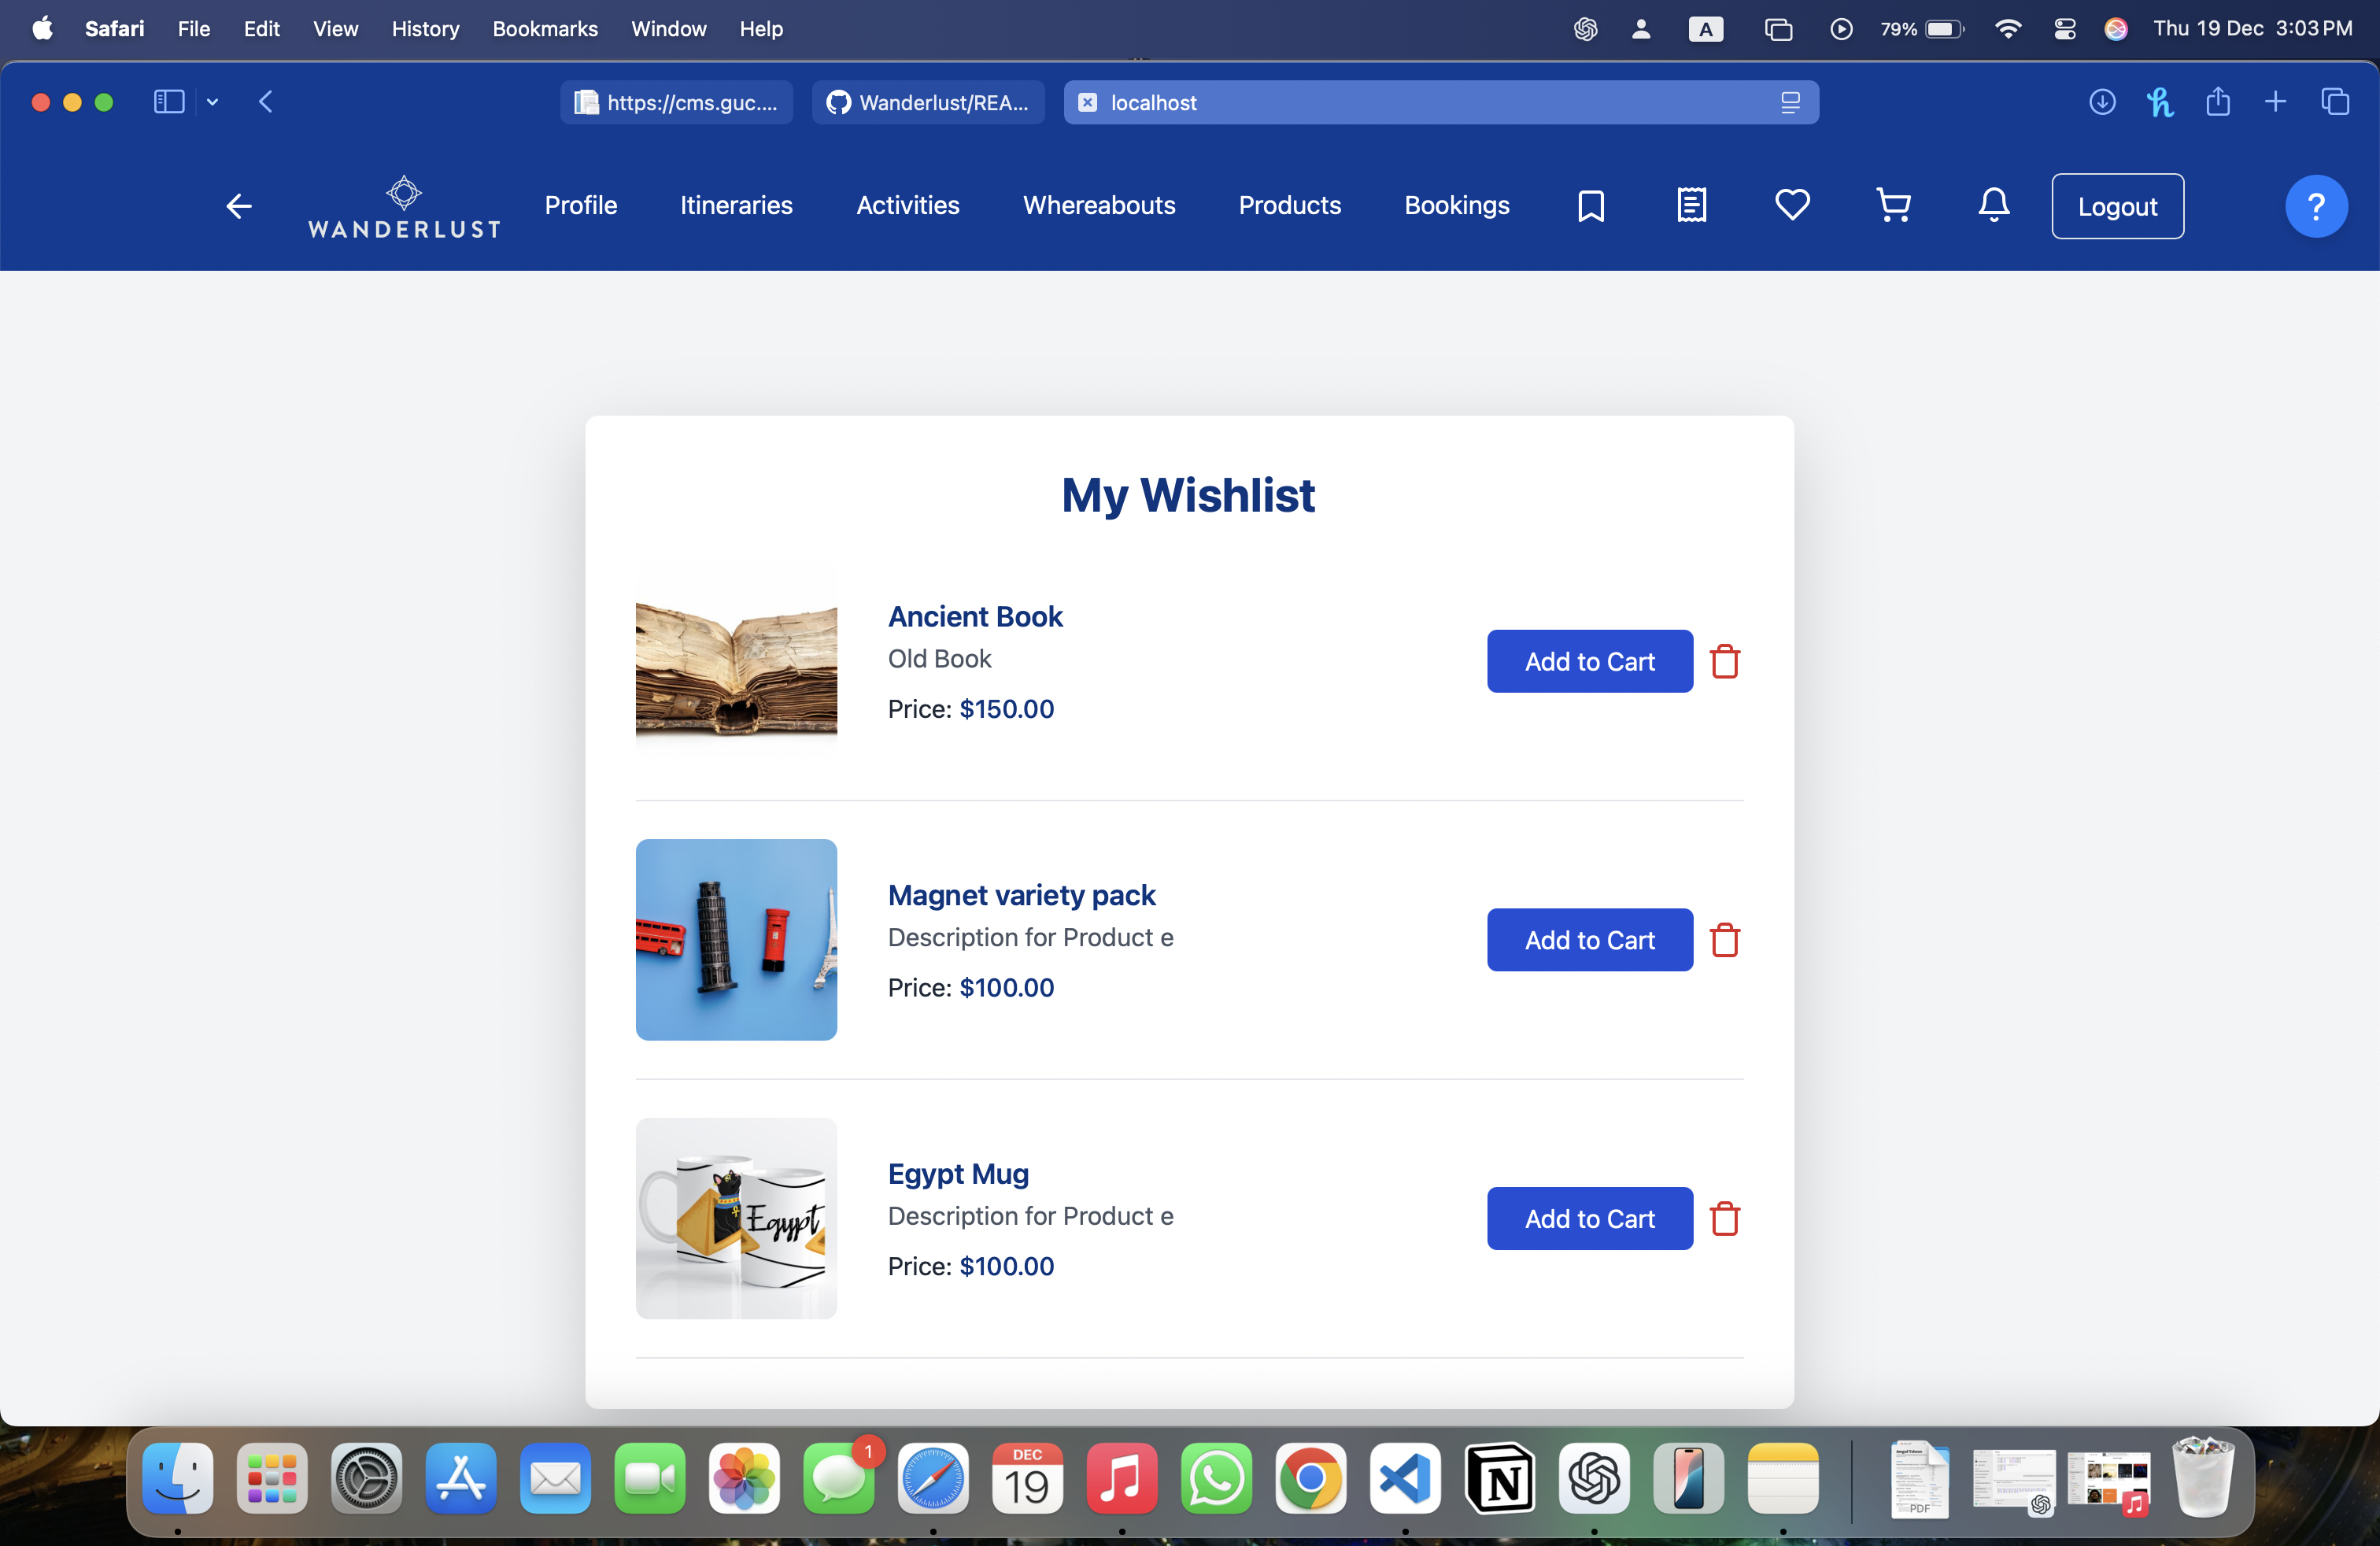 Safari File Edit View History Bookmarks Window Help A 79% Thu 19 Dec 3:03 PM
https://cms.guc.... Wanderlust/REA... localhost
WANDERLUST Profile Itineraries Activities Whereabouts Products Bookings Logout ?
My Wishlist
Ancient Book
Old Book
Price: $150.00
Add to Cart
Magnet variety pack
Description for Product e
Price: $100.00
Add to Cart
Egypt
Egypt Mug
Description for Product e
Price: $100.00
Add to Cart
1
DEC
19
PDF